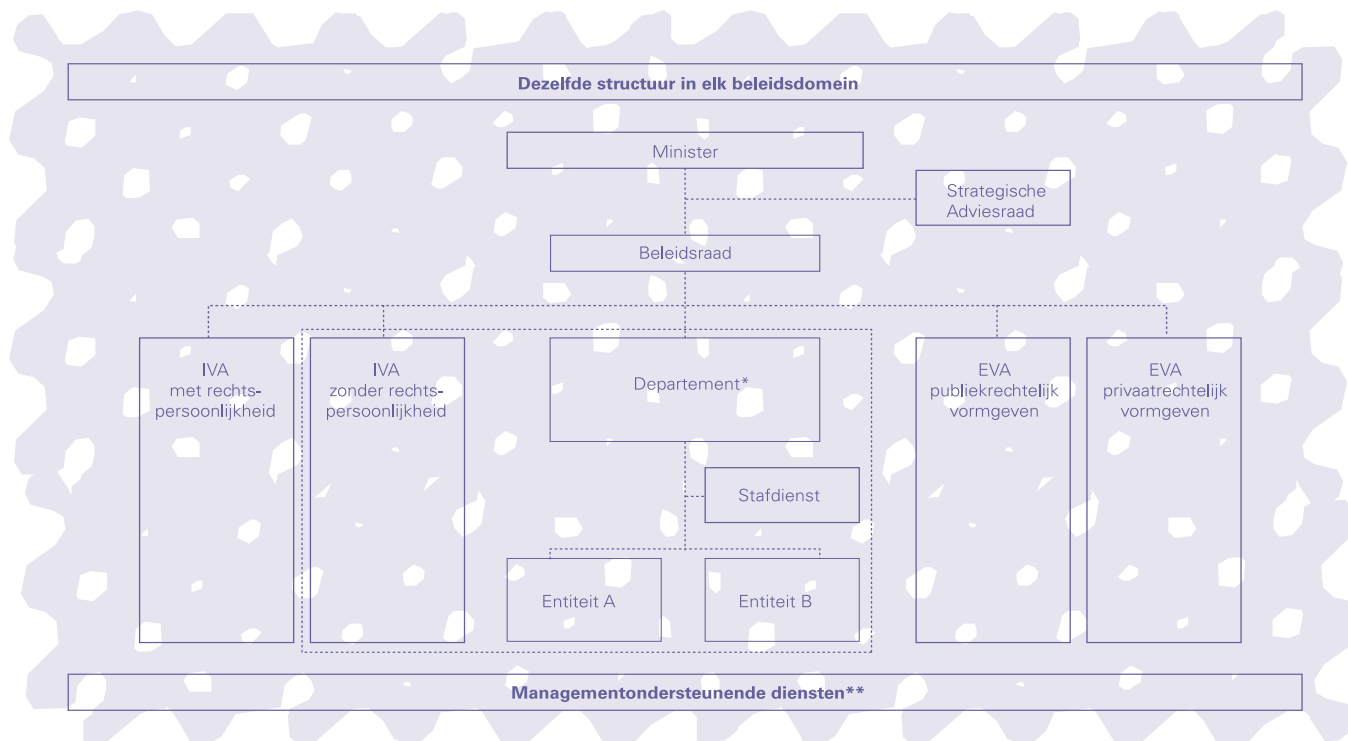 Dezelfde structuur in elk beleidsdomein
Minister
Strategische
Adviesraad
Beleidsraad
IVA
met rechts-
persoonlijkheid
IVA
zonder rechts-
persoonlijkheid
Departement*
EVA
publiekrechtelijk
vormgeven
EVA
privaatrechtelijk
vormgeven
Stafdienst
Entiteit A
Entiteit B
Managementondersteunende diensten**